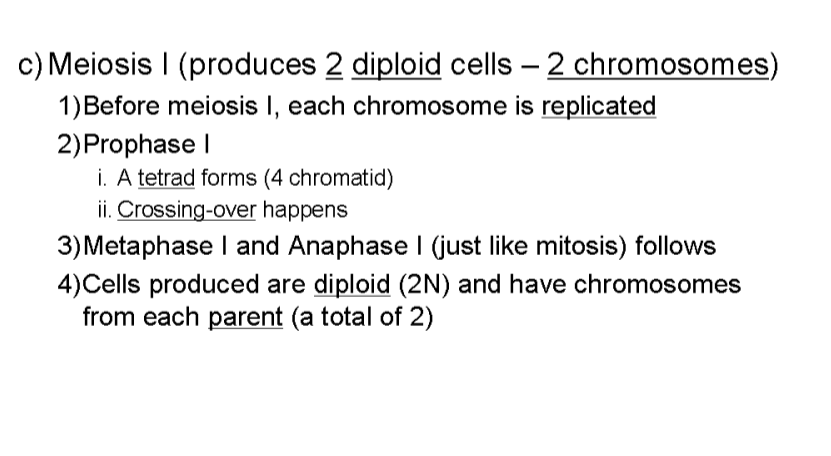 c) Meiosis I (produces 2 diploid cells – 2 chromosomes)
1) Before meiosis I, each chromosome is replicated
2) Prophase I
i. A tetrad forms (4 chromatid)
ii. Crossing-over happens
3) Metaphase I and Anaphase I (just like mitosis) follows
4) Cells produced are diploid (2N) and have chromosomes
from each parent (a total of 2)